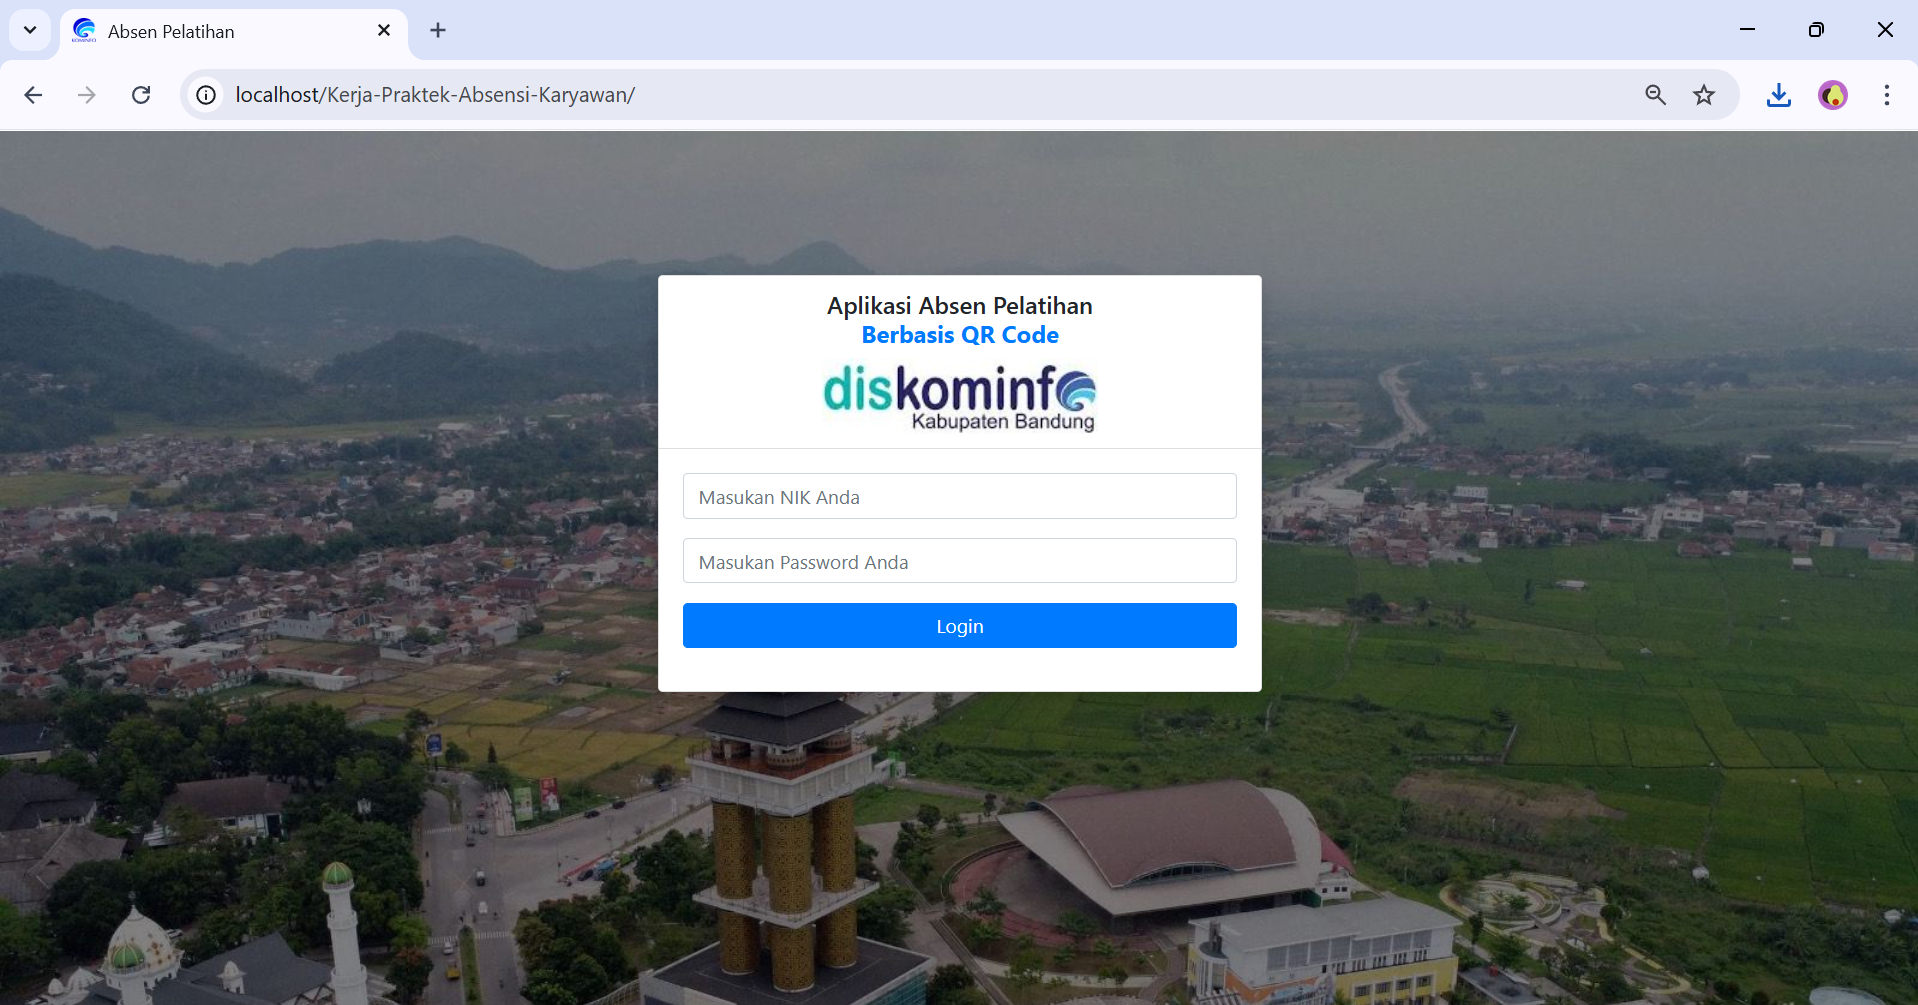 Absen Pelatihan
localhost/Kerja-Praktek-Absensi-Karyawan/
Aplikasi Absen Pelatihan
Berbasis QR Code
diskominfo
Kabupaten Bandung
Masukan NIK Anda
Masukan Password Anda
Login